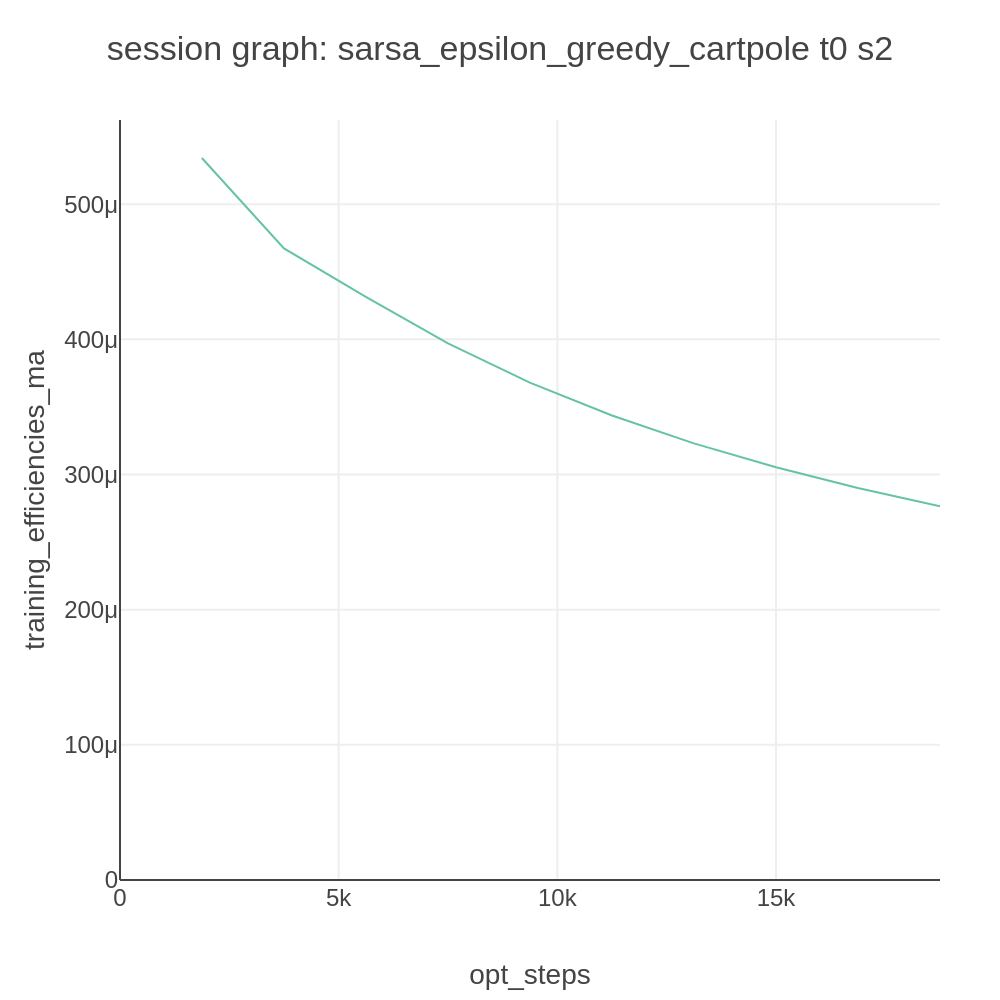 session graph: sarsa_epsilon_greedy_cartpole t0 s2
training_efficiencies_ma
500μ
400μ
300μ
200μ
100μ
0
0 5k 10k 15k
opt_steps